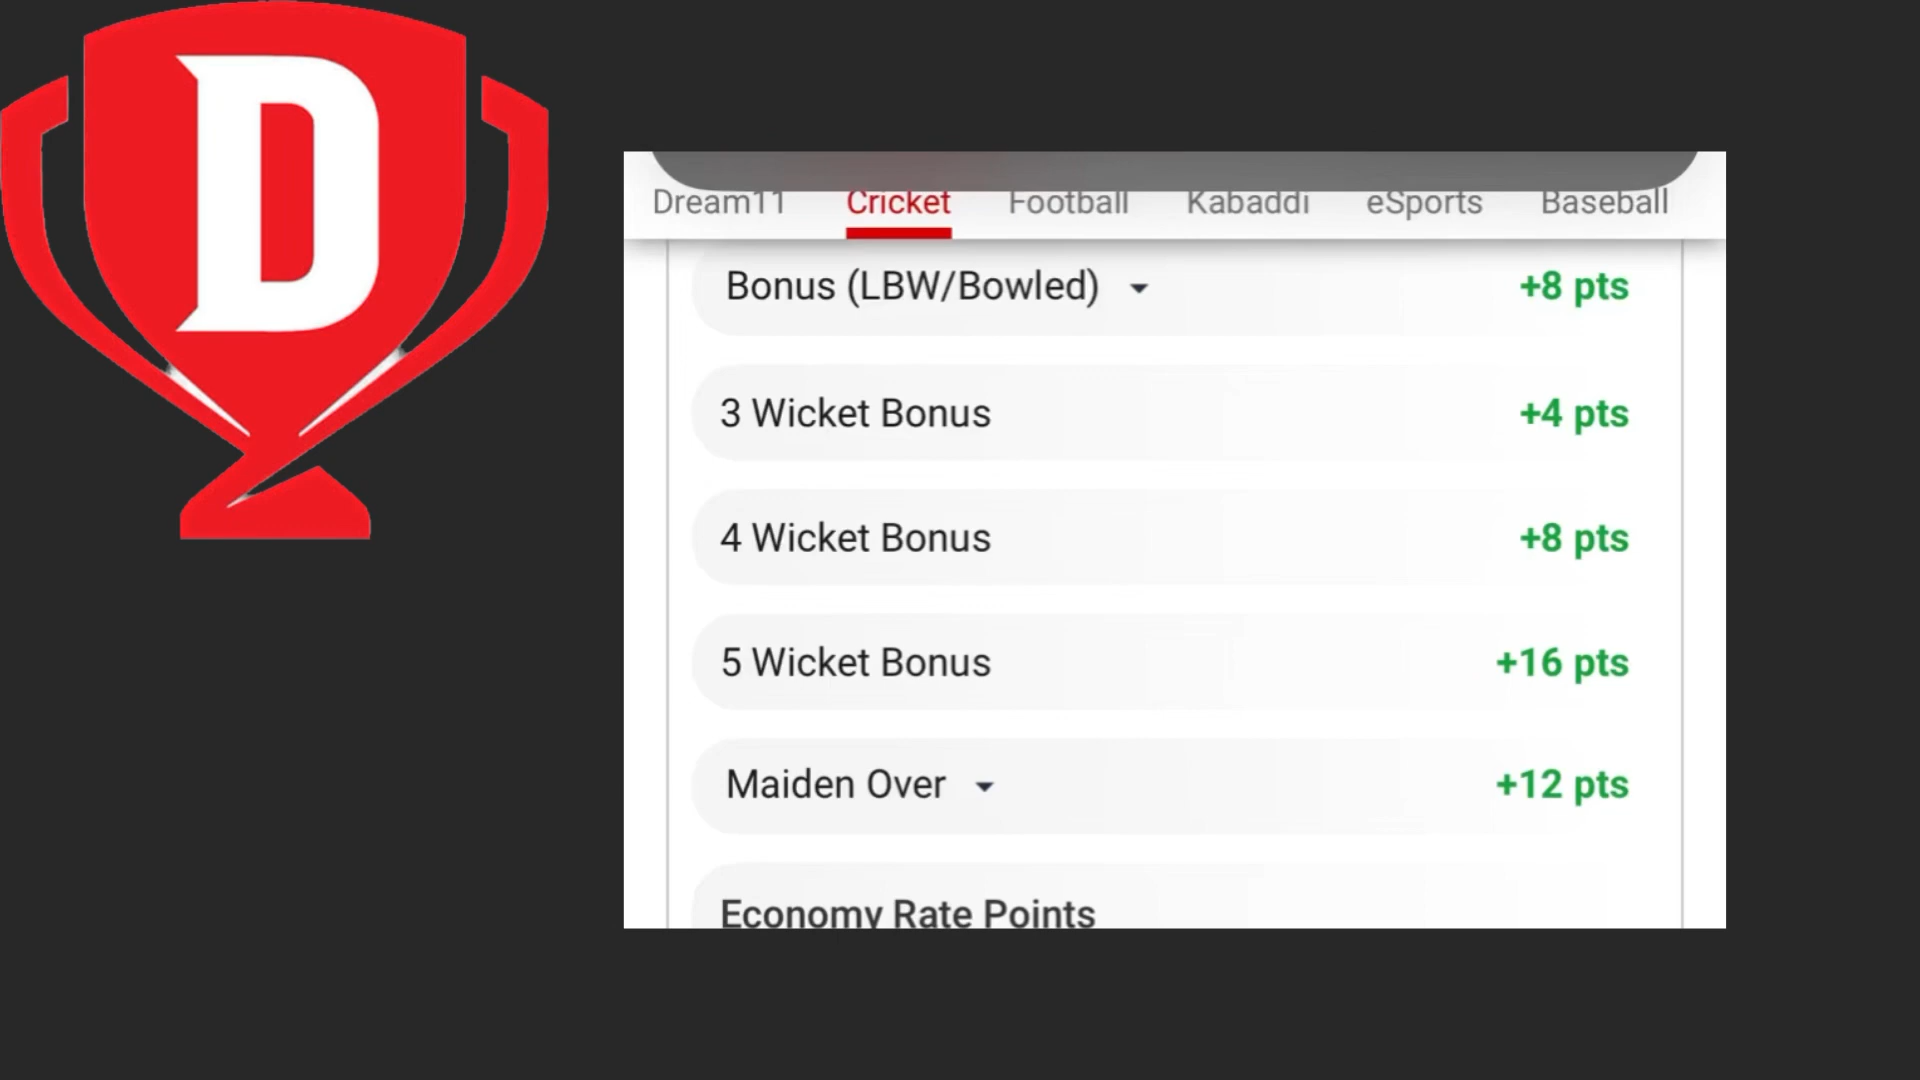 D
Dream11 Cricket Football Kabaddi eSports Baseball
Bonus (LBW/Bowled) +8 pts
3 Wicket Bonus +4 pts
4 Wicket Bonus +8 pts
5 Wicket Bonus +16 pts
Maiden Over +12 pts
Economy Rate Points